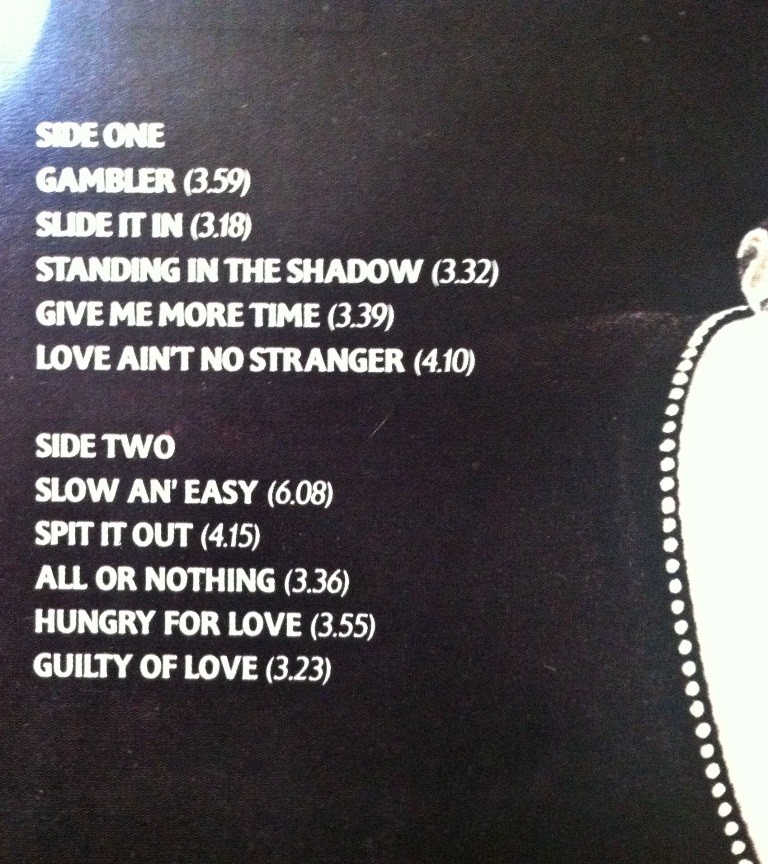 SIDE ONE
GAMBLER (3.59)
SLIDE IT IN (3.18)
STANDING IN THE SHADOW (3.32)
GIVE ME MORE TIME (3.39)
LOVE AIN'T NO STRANGER (4.10)
SIDE TWO
SLOW AN' EASY (6.08)
SPIT IT OUT (4.15)
ALL OR NOTHING (3.36)
HUNGRY FOR LOVE (3.55)
GUILTY OF LOVE (3.23)